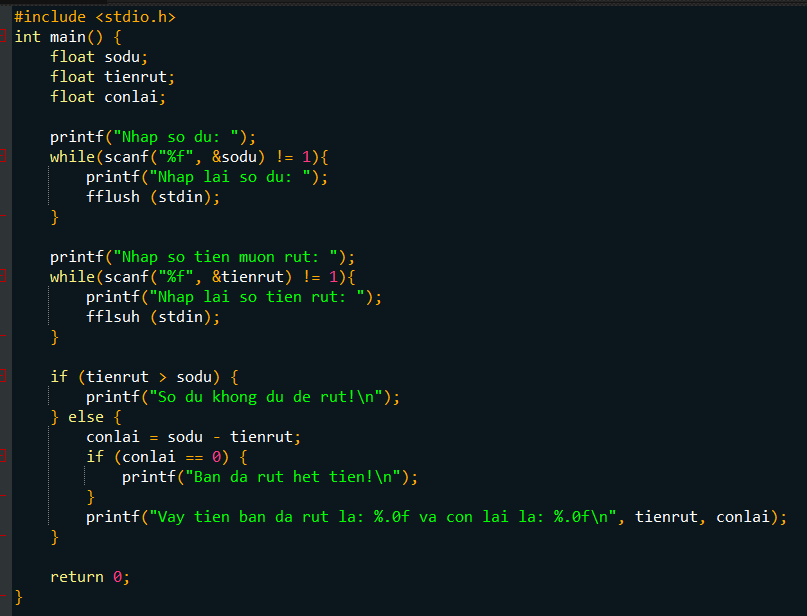 #include <stdio.h>
int main() {
    float sodu;
    float tienrut;
    float conlai;

    printf("Nhap so du: ");
    while(scanf("%f", &sodu) != 1){
        printf("Nhap lai so du: ");
        fflush (stdin);
    }

    printf("Nhap so tien muon rut: ");
    while(scanf("%f", &tienrut) != 1){
        printf("Nhap lai so tien rut: ");
        fflsuh (stdin);
    }

    if (tienrut > sodu) {
        printf("So du khong du de rut!\n");
    } else {
        conlai = sodu - tienrut;
        if (conlai == 0) {
            printf("Ban da rut het tien!\n");
        }
        printf("Vay tien ban da rut la: %.0f va con lai la: %.0f\n", tienrut, conlai);
    }

    return 0;
}